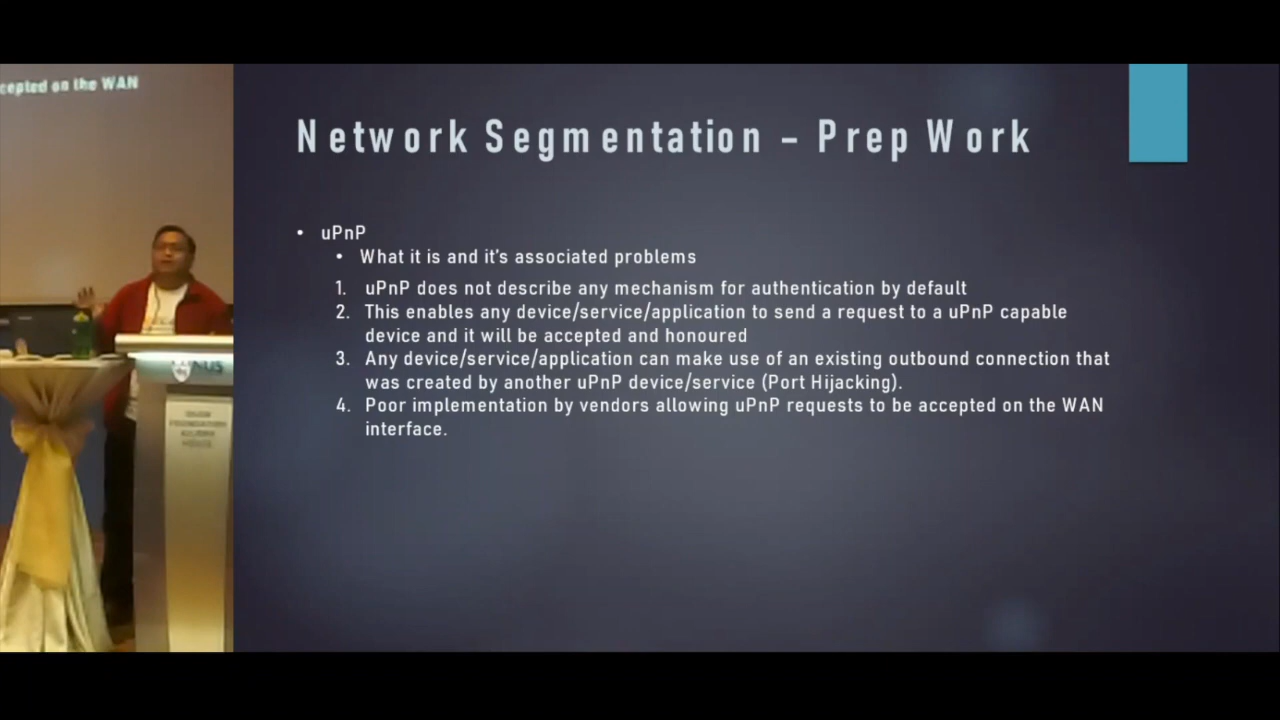 cepted on the WAN
NUS
Network Segmentation – Prep Work
• uPnP
• What it is and it's associated problems
1. uPnP does not describe any mechanism for authentication by default
2. This enables any device/service/application to send a request to a uPnP capable
device and it will be accepted and honoured
3. Any device/service/application can make use of an existing outbound connection that
was created by another uPnP device/service (Port Hijacking).
4. Poor implementation by vendors allowing uPnP requests to be accepted on the WAN
interface.